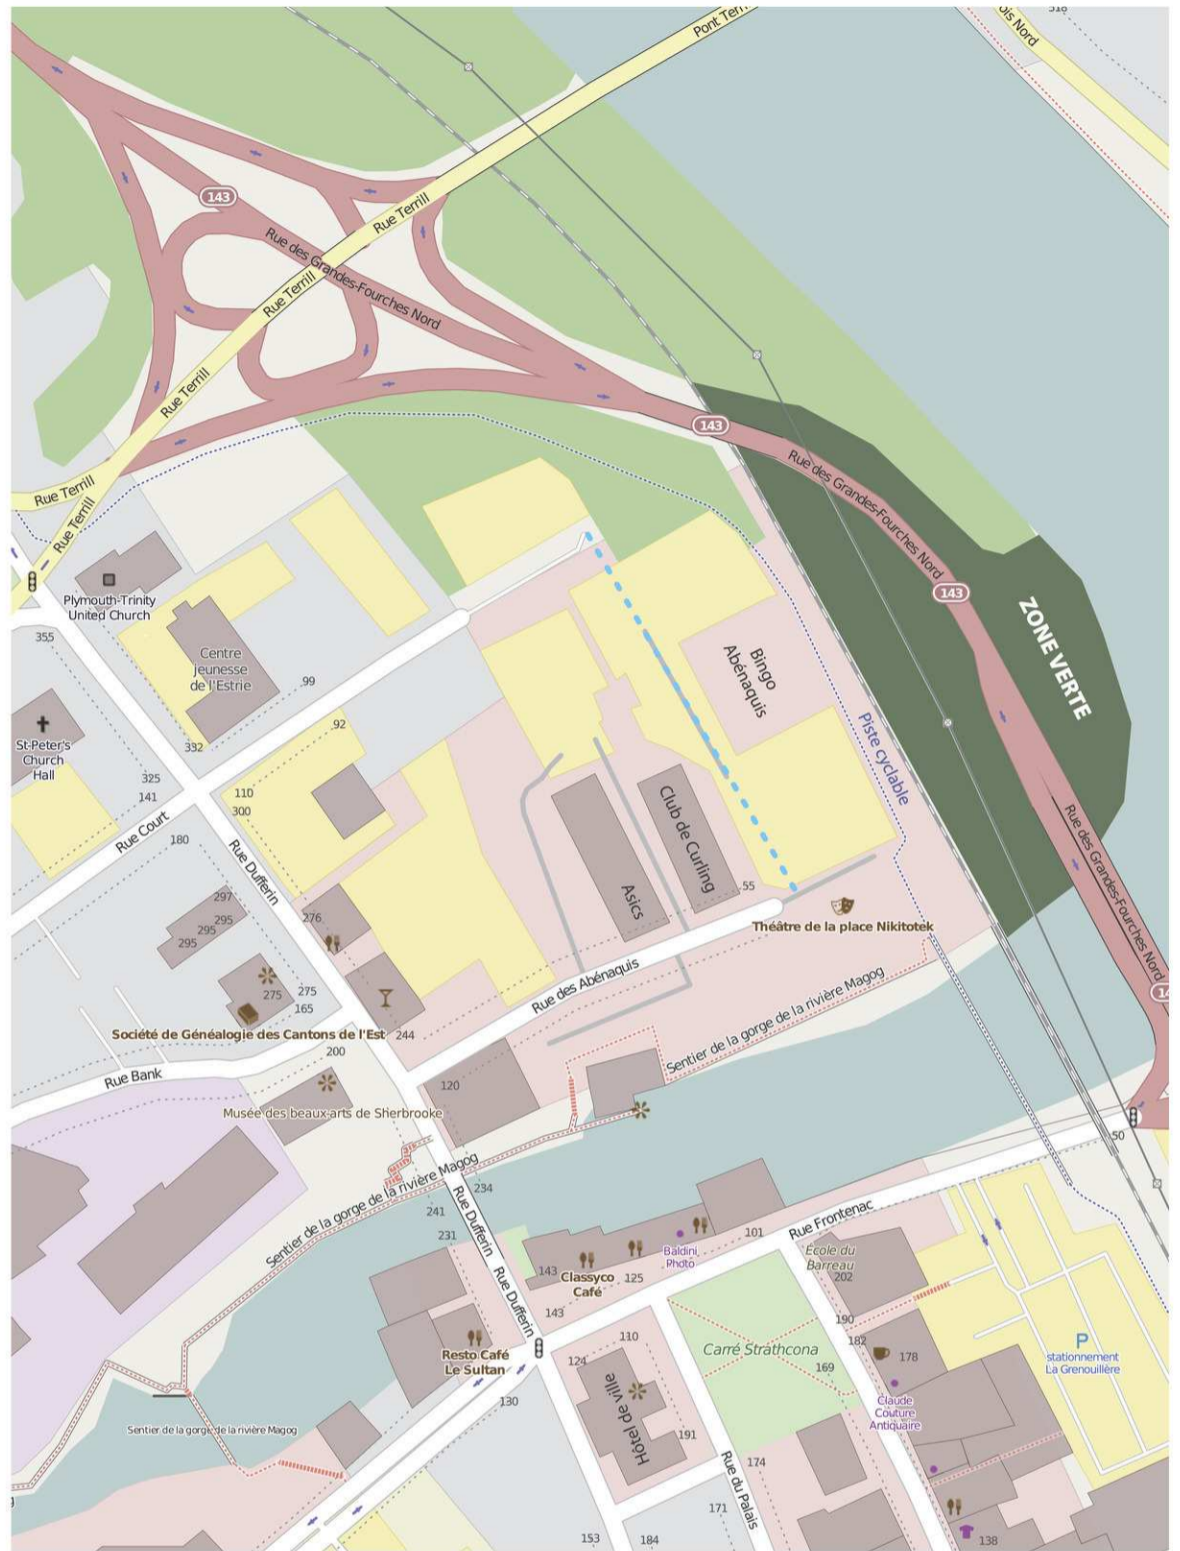 Pont Terr
ois Nord
318
143
Rue Terrill
Rue des Grandes-Fourches Nord
Rue Terrill
Rue Terrill
143
Rue des Grandes-Fourches Nord
Rue Terrill
Rue Terrill
143
ZONE VERTE
Plymouth-Trinity
United Church
355
Centre
Jeunesse
de l'Estrie
99
Bingo
Abénaquis
St-Peter's
Church
Hall
332
92
Piste cyclable
325
141
110
300
Rue Court
180
Rue Dufferin
Club de Curling
Asics
55
Rue des Grandes-Fourches Nord
297
295
295
295
276
Théâtre de la place Nikitotek
Rue des Abénaquis
Sentier de la gorge de la rivière Magog
14
275
275
165
Société de Généalogie des Cantons de l'Est
244
200
Rue Bank
120
Musée des beaux-arts de Sherbrooke
50
Sentier de la gorge de la rivière Magog
234
241
231
Rue Dufferin
Rue Dufferin
101
Rue Frontenac
Baldini
Photo
École du
Barreau
202
143
Classyco
Café
125
143
190
182
110
124
Carré Strathcona
169
178
P
stationnement
La Grenouillère
Resto Café
Le Sultan
130
Hôtel de ville
191
Claude
Couture
Antiquaire
Sentier de la gorge de la rivière Magog
174
Rue du Palais
171
153
184
138